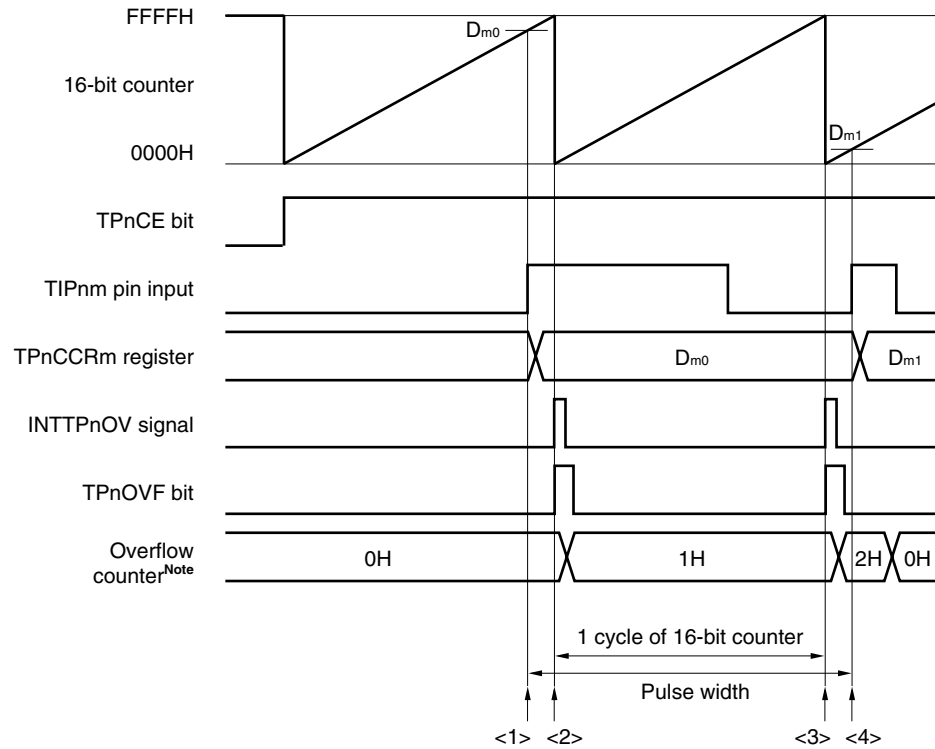 FFFFH
Dm0
16-bit counter
Dm1
0000H
TPnCE bit
TIPnm pin input
TPnCCRm register
Dm0
Dm1
INTTPnOV signal
TPnOVF bit
Overflow
counterNote
0H
1H
2H
0H
1 cycle of 16-bit counter
Pulse width
<1> <2> <3> <4>